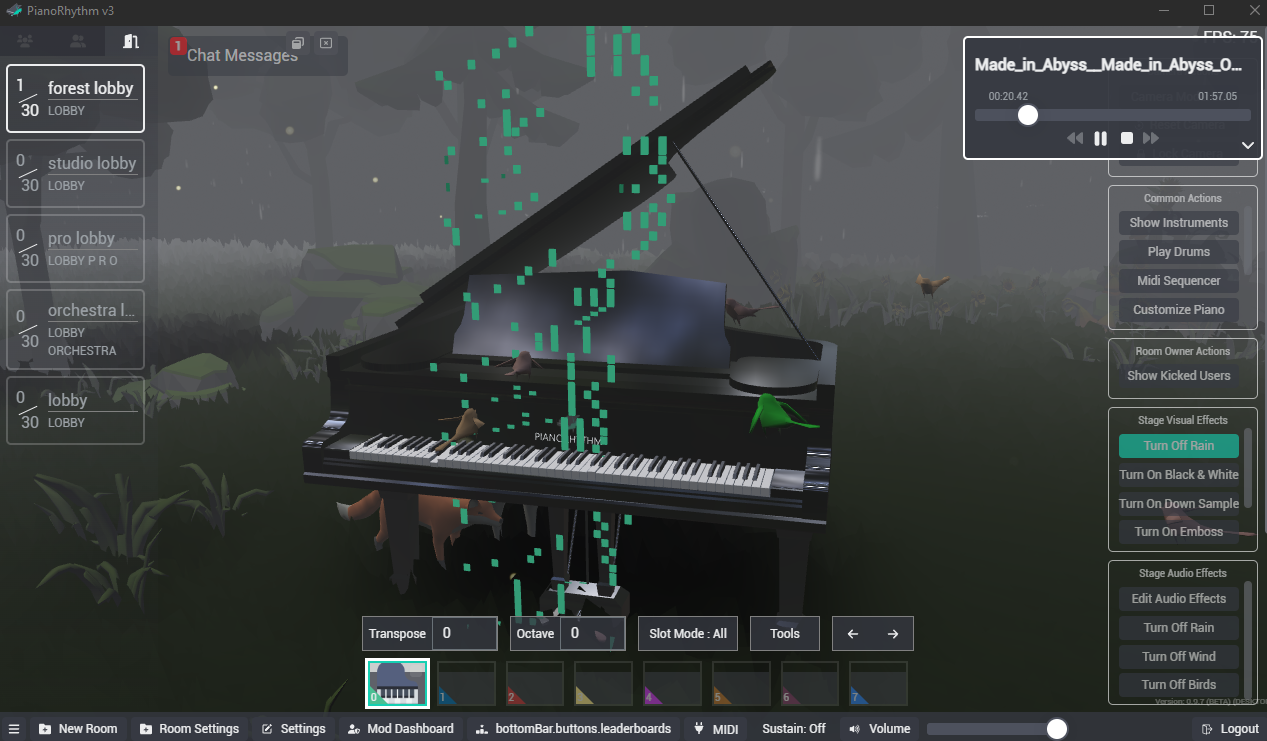 PianoRhythm v3
FPS: 75
1
Chat Messages
Made_in_Abyss__Made_in_Abyss_O...
00:20.42
01:57.05
1
30
forest lobby
LOBBY
0
30
studio lobby
LOBBY
0
30
pro lobby
LOBBY P R O
0
30
orchestra l...
LOBBY
ORCHESTRA
0
30
lobby
LOBBY
Common Actions
Show Instruments
Play Drums
Midi Sequencer
Customize Piano
Room Owner Actions
Show Kicked Users
Stage Visual Effects
Turn Off Rain
Turn On Black & White
Turn On Down Sample
Turn On Emboss
Stage Audio Effects
Edit Audio Effects
Turn Off Rain
Turn Off Wind
Turn Off Birds
PIANORHYTHM
Transpose
0
Octave
0
Slot Mode : All
Tools
0
1
2
4
5
6
7
New Room
Room Settings
Settings
Mod Dashboard
bottomBar.buttons.leaderboards
MIDI
Sustain: Off
Volume
Logout